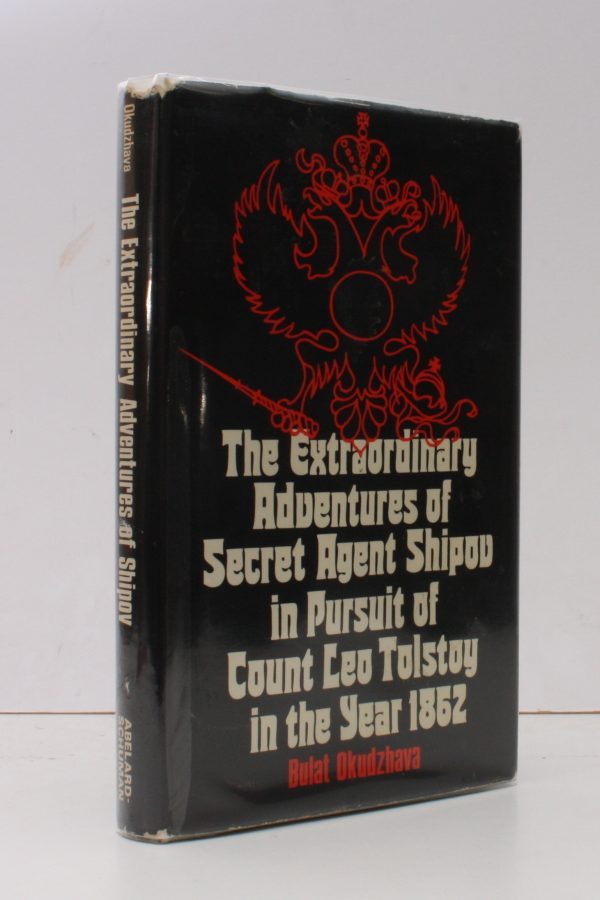 Okudzhava The Extraordinary Adventures of Shipov
ABELARD-
SCHUMAN
The Extraordinary
Adventures of
Secret Agent Shipov
in Pursuit of
Count Leo Tolstoy
in the Year 1862
Bulat Okudzhava